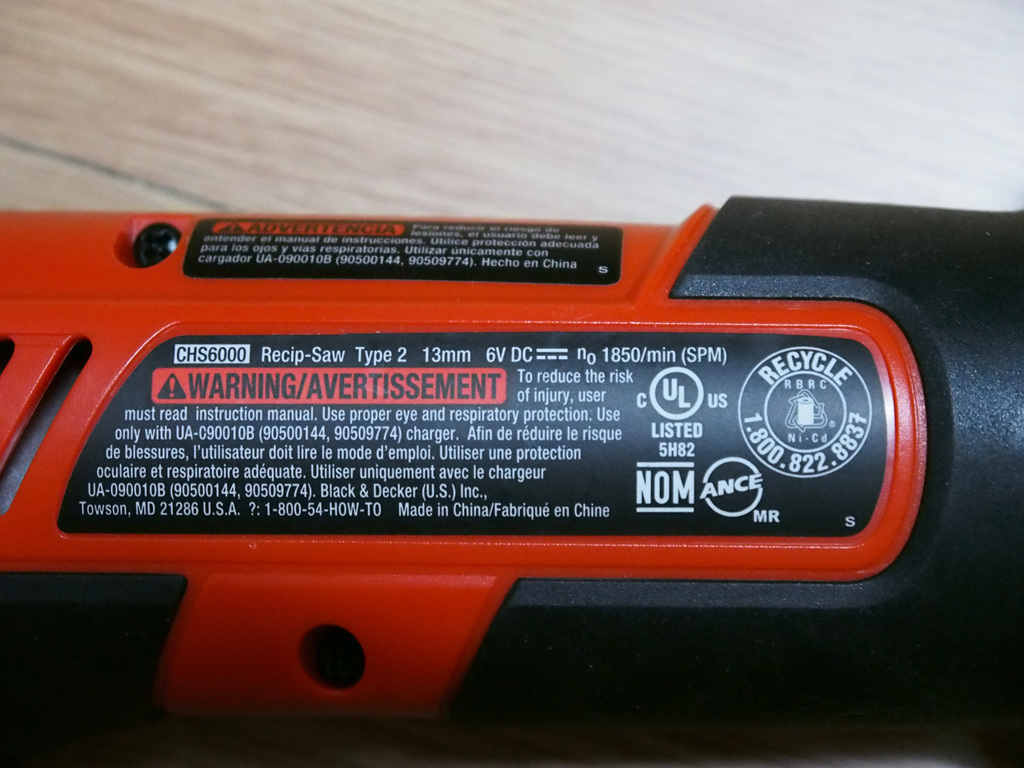 ADVERTENCIA Para reducir el riesgo de
lesiones, el usuario debe leer y
entender el manual de instrucciones. Utilice protección adecuada
para los ojos y vías respiratorias. Utilizar unicamente con
cargador UA-090010B (90500144, 90509774). Hecho en China S
CHS6000 Recip-Saw Type 2 13mm 6V DC n0 1850/min (SPM)
WARNING/AVERTISSEMENT To reduce the risk
of injury, user
must read instruction manual. Use proper eye and respiratory protection. Use
only with UA-090010B (90500144, 90509774) charger. Afin de réduire le risque
de blessures, l'utilisateur doit lire le mode d'emploi. Utiliser une protection
oculaire et respiratoire adéquate. Utiliser uniquement avec le chargeur
UA-090010B (90500144, 90509774). Black & Decker (U.S.) Inc.,
Towson, MD 21286 U.S.A. ?: 1-800-54-HOW-TO Made in China/Fabriqué en Chine
C UL US
LISTED
5H82
NOM ANCE
MR
RECYCLE
RBRC
®
Ni-Cd
1.800.822.8837
S